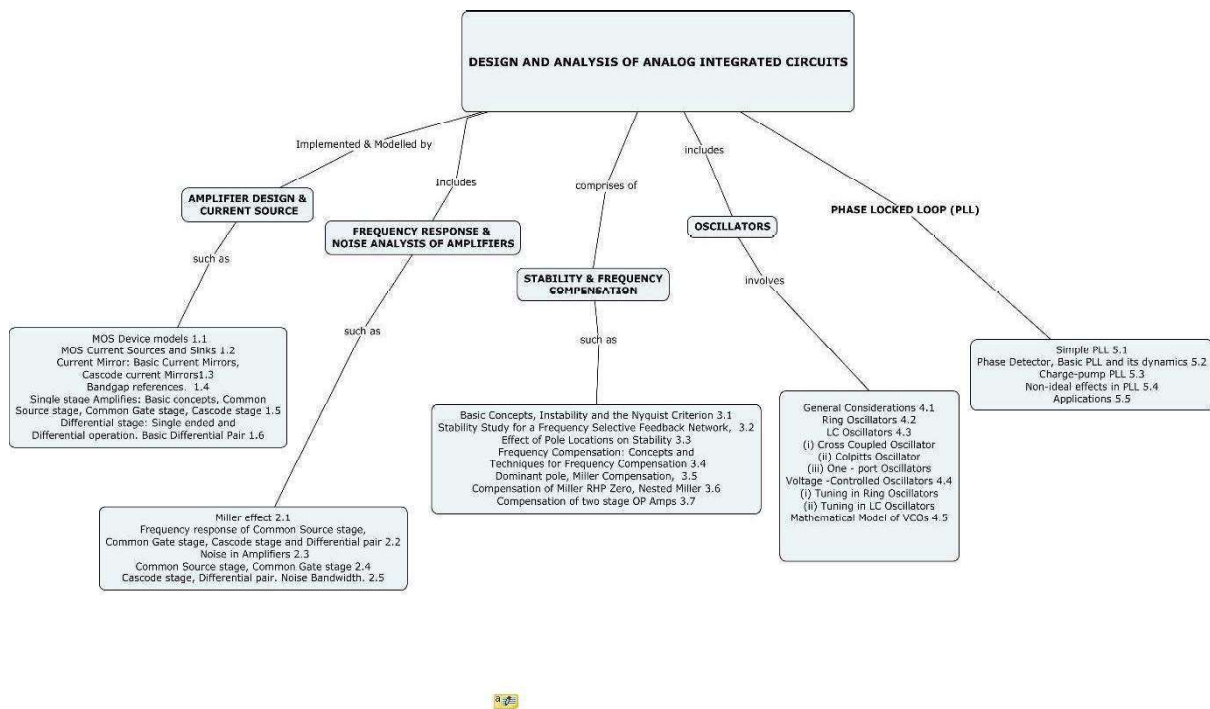 DESIGN AND ANALYSIS OF ANALOG INTEGRATED CIRCUITS
Implemented & Modelled by
Includes
comprises of
includes
AMPLIFIER DESIGN &
CURRENT SOURCE
FREQUENCY RESPONSE &
NOISE ANALYSIS OF AMPLIFIERS
STABILITY & FREQUENCY
COMPENSATION
OSCILLATORS
PHASE LOCKED LOOP (PLL)
such as
such as
such as
involves
MOS Device models 1.1
MOS Current Sources and Sinks 1.2
Current Mirror: Basic Current Mirrors,
Cascode current Mirrors1.3
Bandgap references. 1.4
Single stage Amplifies: Basic concepts, Common
Source stage, Common Gate stage, Cascode stage 1.5
Differential stage: Single ended and
Differential operation. Basic Differential Pair 1.6
Miller effect 2.1
Frequency response of Common Source stage,
Common Gate stage, Cascode stage and Differential pair 2.2
Noise in Amplifiers 2.3
Common Source stage, Common Gate stage 2.4
Cascode stage, Differential pair. Noise Bandwidth. 2.5
Basic Concepts, Instability and the Nyquist Criterion 3.1
Stability Study for a Frequency Selective Feedback Network, 3.2
Effect of Pole Locations on Stability 3.3
Frequency Compensation: Concepts and
Techniques for Frequency Compensation 3.4
Dominant pole, Miller Compensation, 3.5
Compensation of Miller RHP Zero, Nested Miller 3.6
Compensation of two stage OP Amps 3.7
General Considerations 4.1
Ring Oscillators 4.2
LC Oscillators 4.3
(i) Cross Coupled Oscillator
(ii) Colpitts Oscillator
(iii) One - port Oscillators
Voltage -Controlled Oscillators 4.4
(i) Tuning in Ring Oscillators
(ii) Tuning in LC Oscillators
Mathematical Model of VCOs 4.5
Simple PLL 5.1
Phase Detector, Basic PLL and its dynamics 5.2
Charge-pump PLL 5.3
Non-ideal effects in PLL 5.4
Applications 5.5